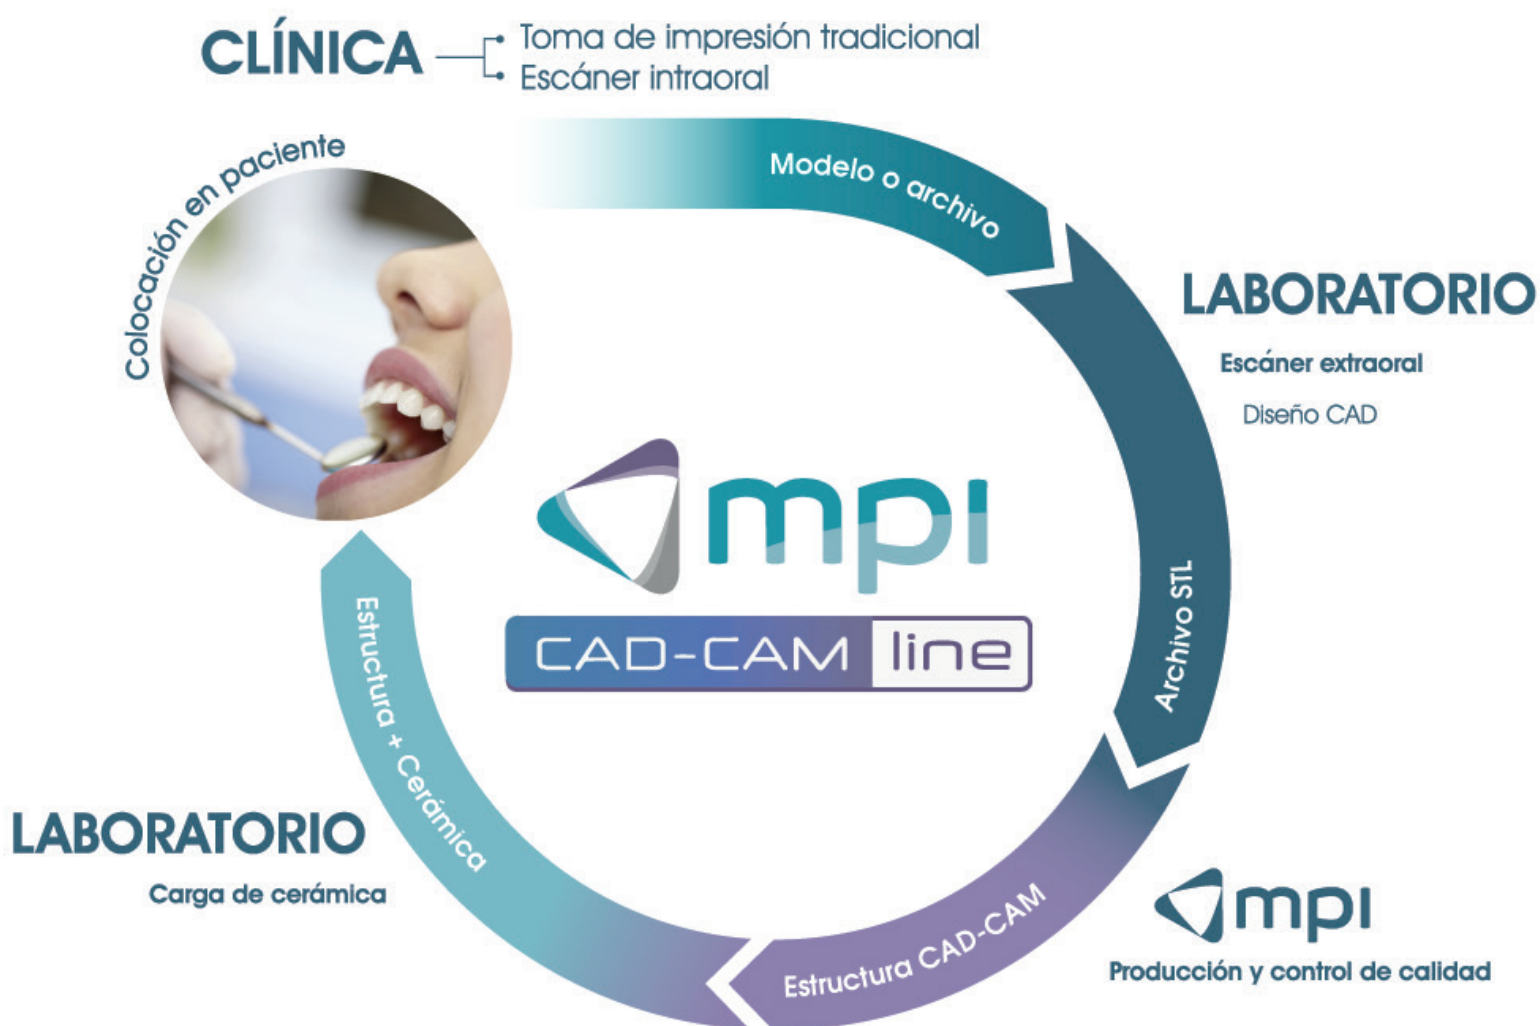 CLÍNICA
Toma de impresión tradicional
Escáner intraoral
Colocación en paciente
Modelo o archivo
LABORATORIO
Escáner extraoral
Diseño CAD
Archivo STL
mpi
CAD-CAM line
mpi
Producción y control de calidad
Estructura CAD-CAM
LABORATORIO
Carga de cerámica
Estructura + Cerámica